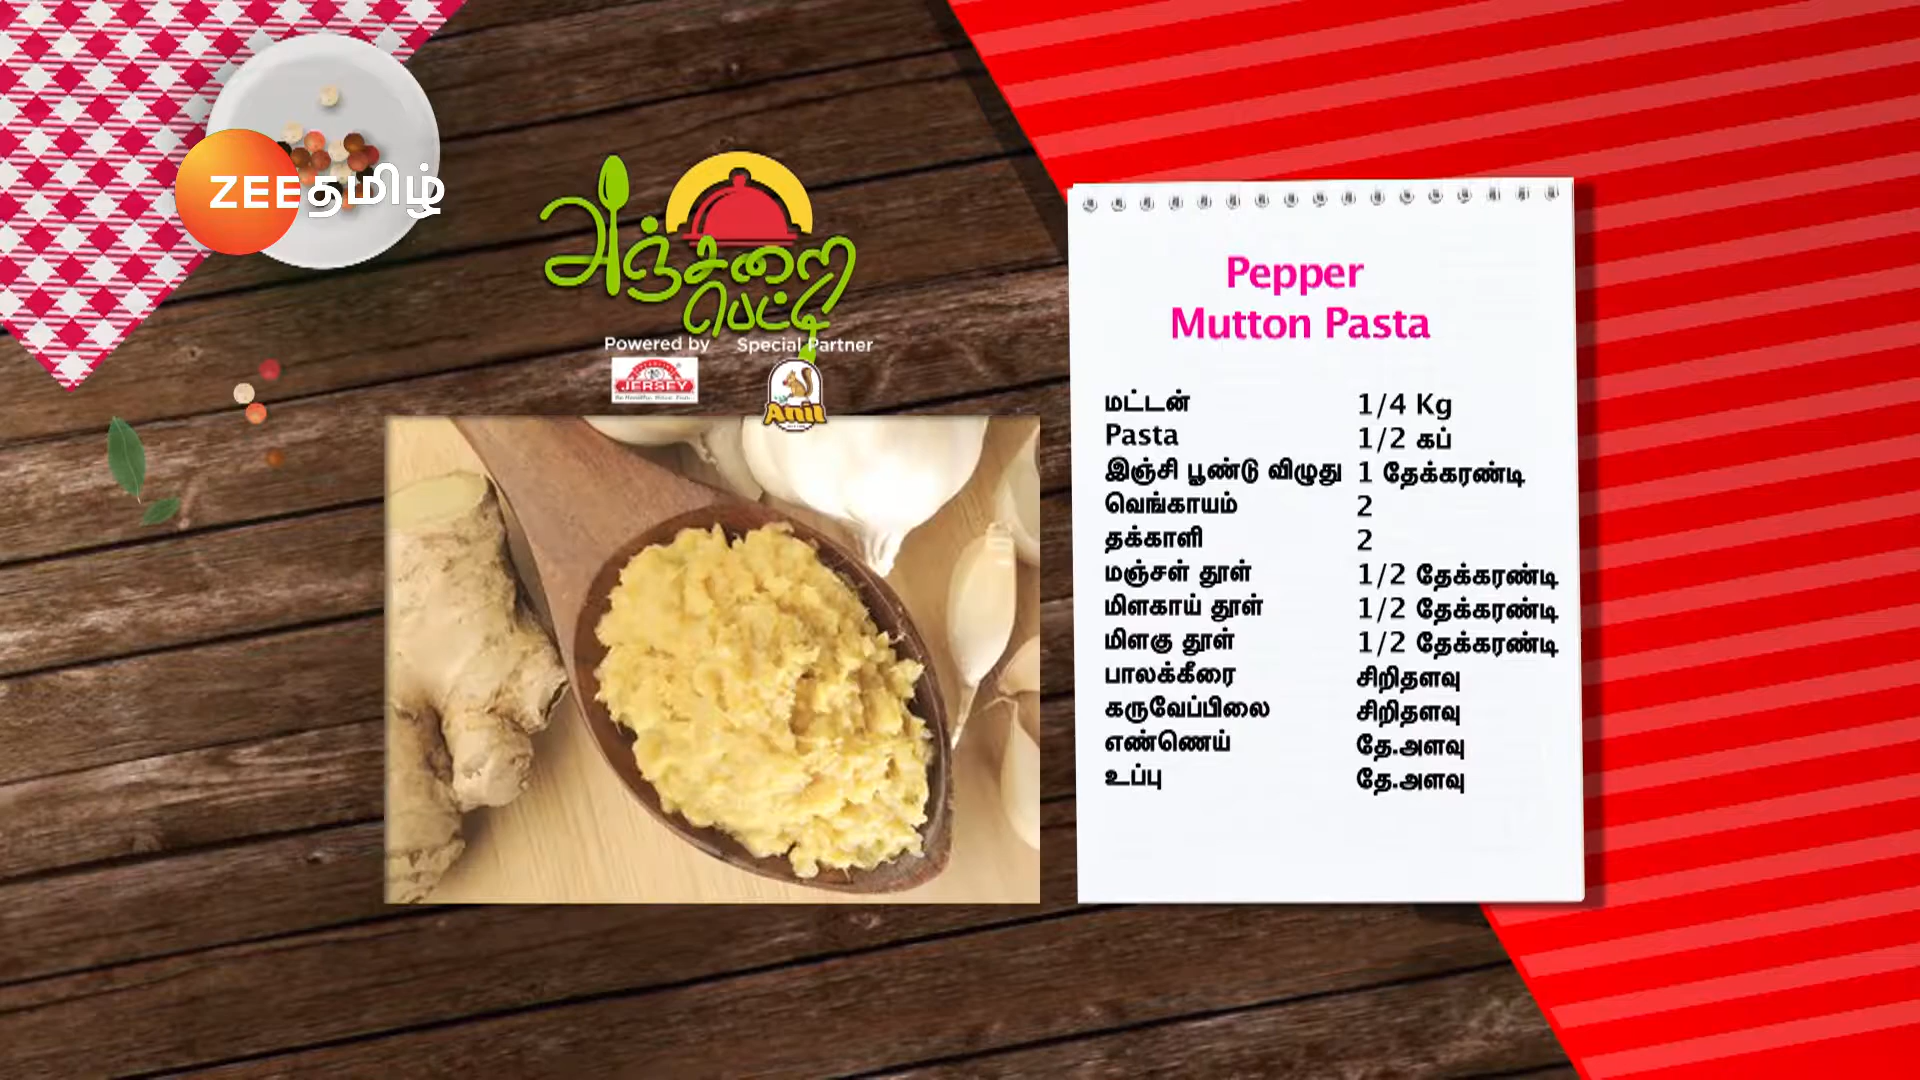 ZEEதமிழ்
அஞ்சறை
பெட்டி
Powered by Special Partner
JERSEY
Anil
Pepper
Mutton Pasta
மட்டன் 1/4 Kg
Pasta 1/2 கப்
இஞ்சி பூண்டு விழுது 1 தேக்கரண்டி
வெங்காயம் 2
தக்காளி 2
மஞ்சள் தூள் 1/2 தேக்கரண்டி
மிளகாய் தூள் 1/2 தேக்கரண்டி
மிளகு தூள் 1/2 தேக்கரண்டி
பாலக்கீரை சிறிதளவு
கருவேப்பிலை சிறிதளவு
எண்ணெய் தே.அளவு
உப்பு தே.அளவு